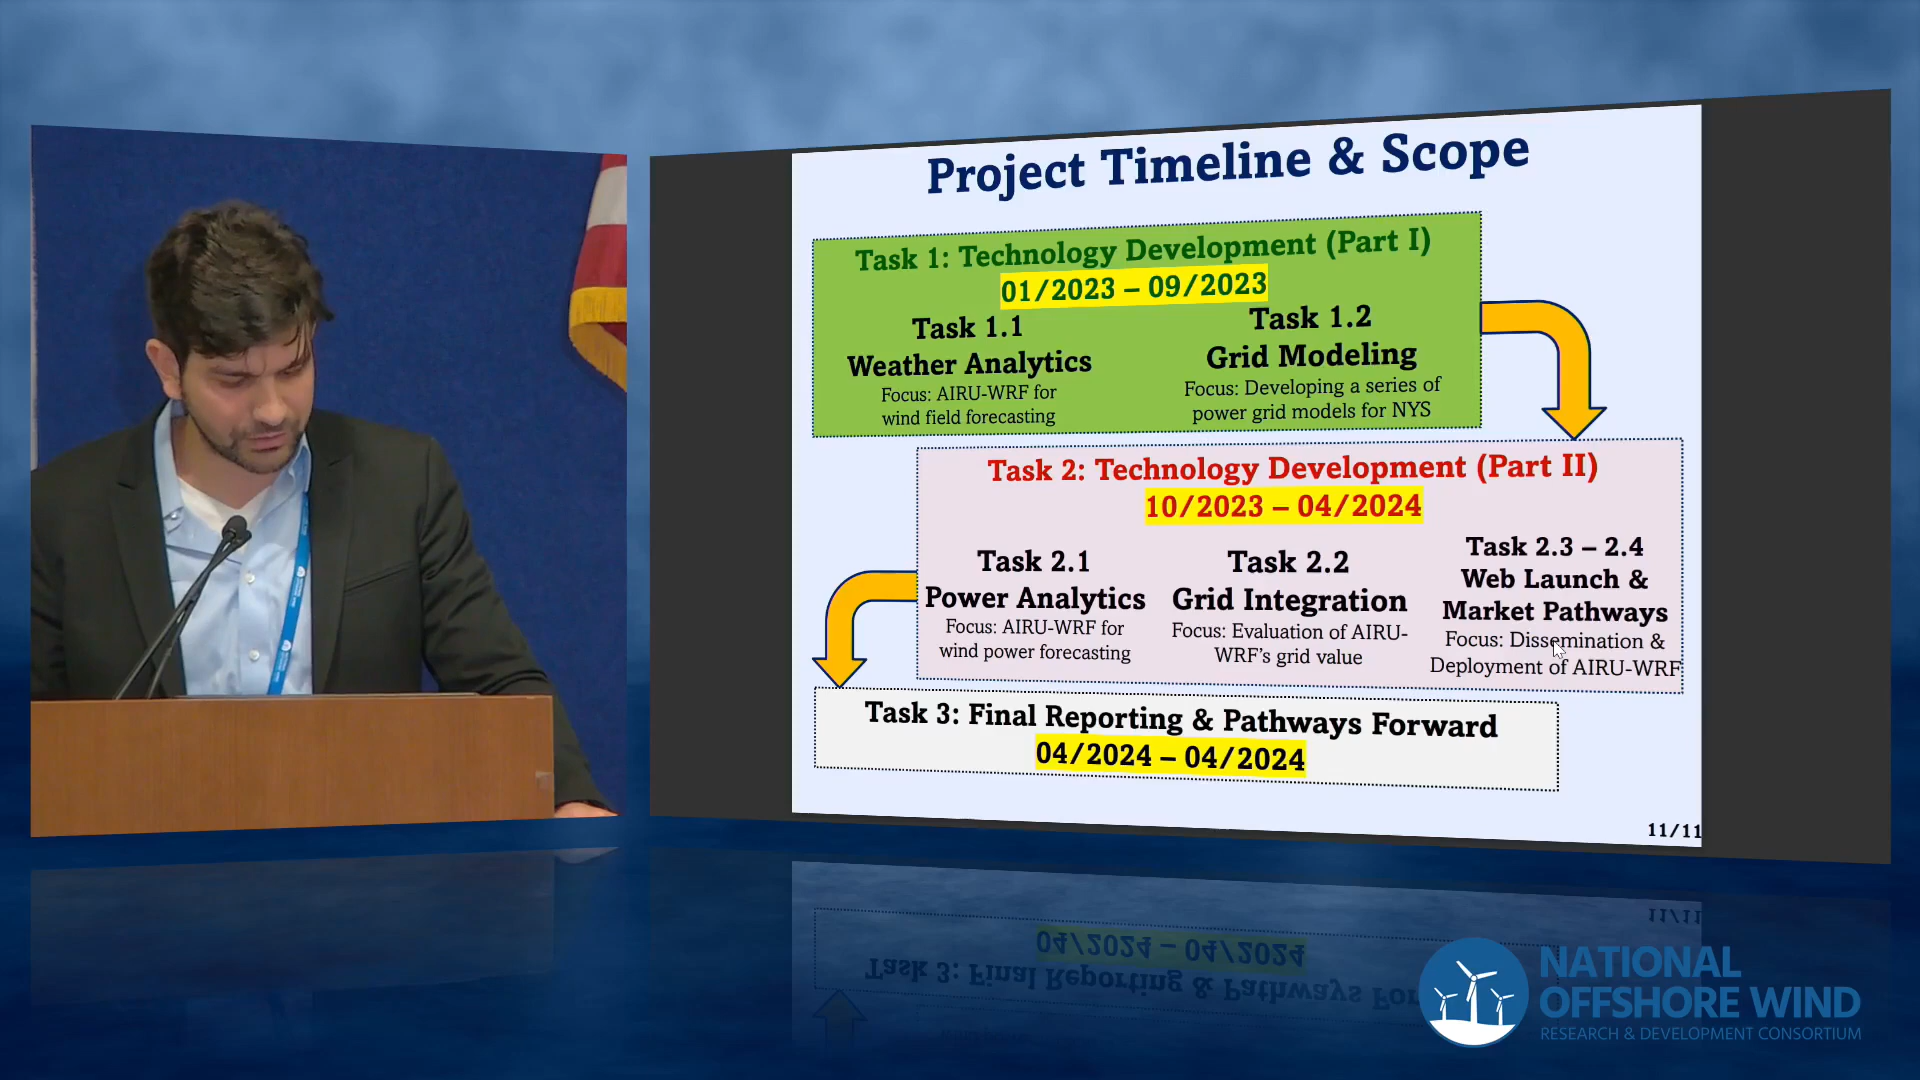 Project Timeline & Scope
Task 1: Technology Development (Part I)
01/2023 – 09/2023
Task 1.1
Weather Analytics
Focus: AIRU-WRF for
wind field forecasting
Task 1.2
Grid Modeling
Focus: Developing a series of
power grid models for NYS
Task 2: Technology Development (Part II)
10/2023 – 04/2024
Task 2.1
Power Analytics
Focus: AIRU-WRF for
wind power forecasting
Task 2.2
Grid Integration
Focus: Evaluation of AIRU-
WRF's grid value
Task 2.3 – 2.4
Web Launch &
Market Pathways
Focus: Dissemination &
Deployment of AIRU-WRF
Task 3: Final Reporting & Pathways Forward
04/2024 – 04/2024
11/11
NATIONAL
OFFSHORE WIND
RESEARCH & DEVELOPMENT CONSORTIUM